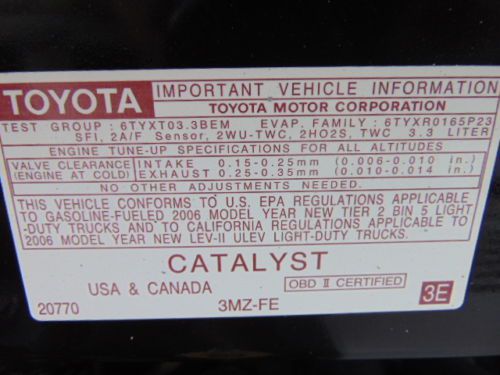 TOYOTA IMPORTANT VEHICLE INFORMATION
TOYOTA MOTOR CORPORATION
TEST GROUP : 6TYXT03.3BEM EVAP. FAMILY : 6TYXR0165P23
SFI, 2A/F Sensor, 2WU-TWC, 2HO2S, TWC 3.3 LITER
ENGINE TUNE-UP SPECIFICATIONS FOR ALL ALTITUDES
VALVE CLEARANCE INTAKE 0.15-0.25mm (0.006-0.010 in.)
(ENGINE AT COLD) EXHAUST 0.25-0.35mm (0.010-0.014 in.)
NO OTHER ADJUSTMENTS NEEDED.
THIS VEHICLE CONFORMS TO U.S. EPA REGULATIONS APPLICABLE
TO GASOLINE-FUELED 2006 MODEL YEAR NEW TIER 2 BIN 5 LIGHT
-DUTY TRUCKS AND TO CALIFORNIA REGULATIONS APPLICABLE TO
2006 MODEL YEAR NEW LEV-II ULEV LIGHT-DUTY TRUCKS.
CATALYST
USA & CANADA OBD II CERTIFIED
20770 3MZ-FE 3E